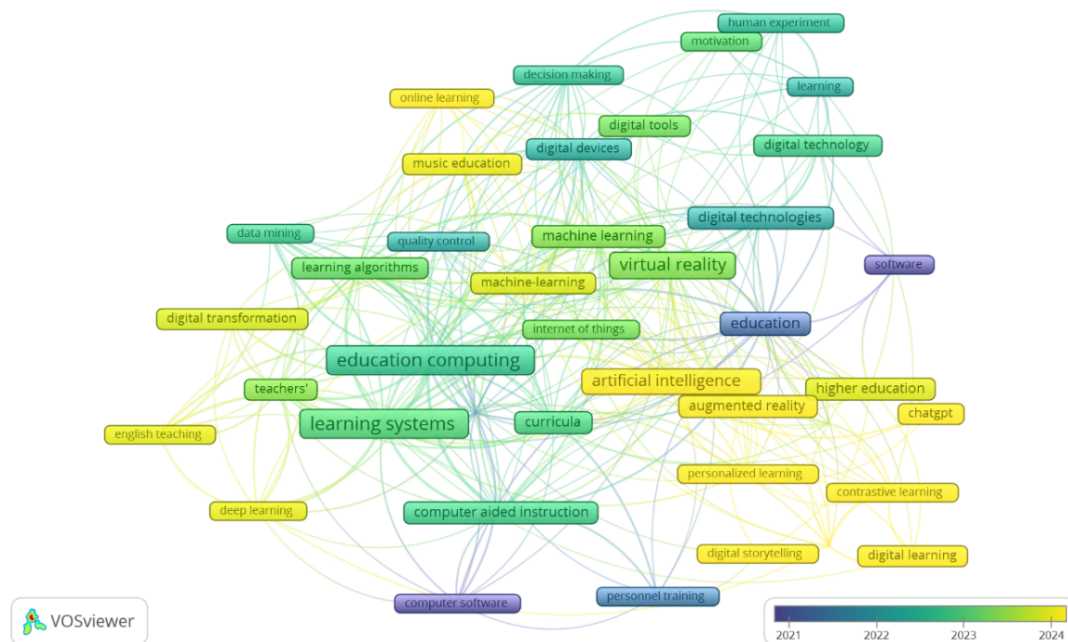 human experiment
motivation
decision making
learning
online learning
digital tools
digital technology
digital devices
music education
digital technologies
data mining
quality control
machine learning
software
learning algorithms
virtual reality
machine-learning
digital transformation
education
internet of things
education computing
artificial intelligence
higher education
teachers'
augmented reality
chatgpt
learning systems
curricula
english teaching
personalized learning
contrastive learning
deep learning
computer aided instruction
digital storytelling
digital learning
personnel training
computer software
VOSviewer
2021 2022 2023 2024